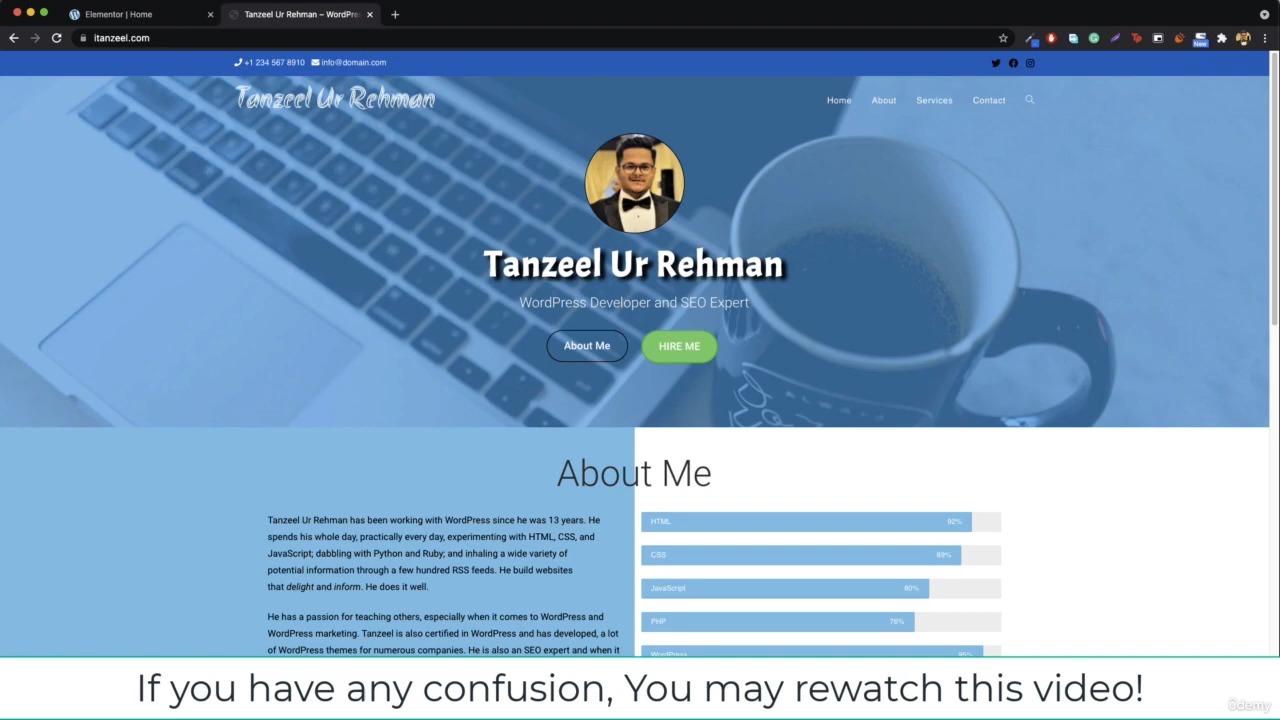 Elementor | Home
Tanzeel Ur Rehman – WordPre
itanzeel.com
New
+1 234 567 8910 info@domain.com
Tanzeel Ur Rehman
Home About Services Contact
Tanzeel Ur Rehman
WordPress Developer and SEO Expert
About Me HIRE ME
About Me
Tanzeel Ur Rehman has been working with WordPress since he was 13 years. He
spends his whole day, practically every day, experimenting with HTML, CSS, and
JavaScript; dabbling with Python and Ruby; and inhaling a wide variety of
potential information through a few hundred RSS feeds. He build websites
that delight and inform. He does it well.
He has a passion for teaching others, especially when it comes to WordPress and
WordPress marketing. Tanzeel is also certified in WordPress and has developed, a lot
of WordPress themes for numerous companies. He is also an SEO expert and when it
HTML 92%
CSS 89%
JavaScript 80%
PHP 76%
WordPress 95%
If you have any confusion, You may rewatch this video!
ûdemy